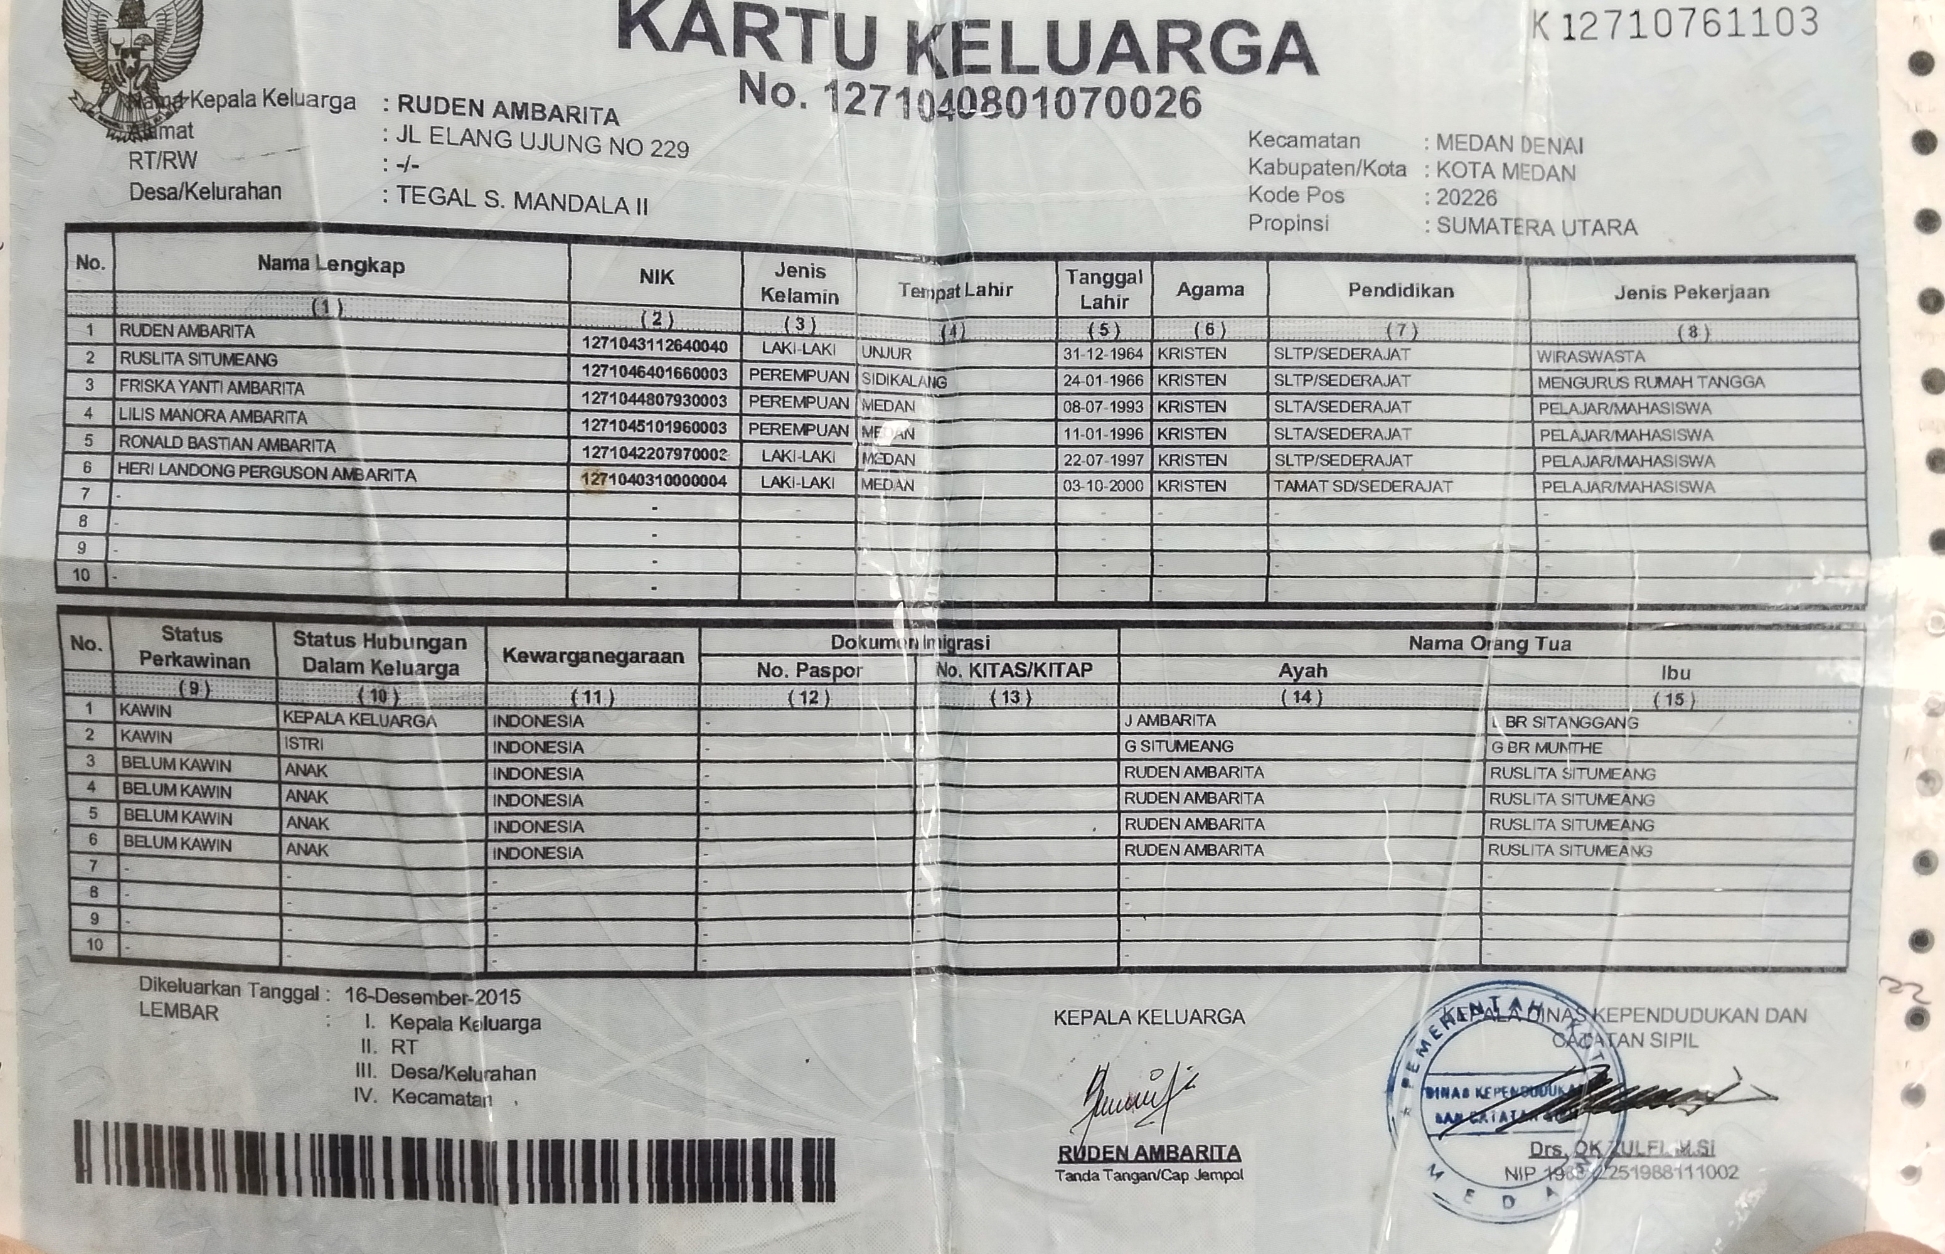 KARTU KELUARGA
No. 1271040801070026
K 12710761103
Nama Kepala Keluarga : RUDEN AMBARITA
Alamat : JL ELANG UJUNG NO 229
RT/RW : -/-
Desa/Kelurahan : TEGAL S. MANDALA II
Kecamatan : MEDAN DENAI
Kabupaten/Kota : KOTA MEDAN
Kode Pos : 20226
Propinsi : SUMATERA UTARA
No. Nama Lengkap NIK Jenis Kelamin Tempat Lahir Tanggal Lahir Agama Pendidikan Jenis Pekerjaan
(1) (2) (3) (4) (5) (6) (7) (8)
1 RUDEN AMBARITA 1271043112640040 LAKI-LAKI UNJUR 31-12-1964 KRISTEN SLTP/SEDERAJAT WIRASWASTA
2 RUSLITA SITUMEANG 1271046401660003 PEREMPUAN SIDIKALANG 24-01-1966 KRISTEN SLTP/SEDERAJAT MENGURUS RUMAH TANGGA
3 FRISKA YANTI AMBARITA 1271044807930003 PEREMPUAN MEDAN 08-07-1993 KRISTEN SLTA/SEDERAJAT PELAJAR/MAHASISWA
4 LILIS MANORA AMBARITA 1271045101960003 PEREMPUAN MEDAN 11-01-1996 KRISTEN SLTA/SEDERAJAT PELAJAR/MAHASISWA
5 RONALD BASTIAN AMBARITA 1271042207970002 LAKI-LAKI MEDAN 22-07-1997 KRISTEN SLTP/SEDERAJAT PELAJAR/MAHASISWA
6 HERI LANDONG PERGUSON AMBARITA 1271040310000004 LAKI-LAKI MEDAN 03-10-2000 KRISTEN TAMAT SD/SEDERAJAT PELAJAR/MAHASISWA
7 - - - - - - - -
8 - - - - - - - -
9 - - - - - - - -
10 - - - - - - - -
No. Status Perkawinan Status Hubungan Dalam Keluarga Kewarganegaraan Dokumen Imigrasi Nama Orang Tua
No. Paspor No. KITAS/KITAP Ayah Ibu
(9) (10) (11) (12) (13) (14) (15)
1 KAWIN KEPALA KELUARGA INDONESIA - J AMBARITA BR SITANGGANG
2 KAWIN ISTRI INDONESIA - G SITUMEANG G BR MUNTHE
3 BELUM KAWIN ANAK INDONESIA - RUDEN AMBARITA RUSLITA SITUMEANG
4 BELUM KAWIN ANAK INDONESIA - RUDEN AMBARITA RUSLITA SITUMEANG
5 BELUM KAWIN ANAK INDONESIA - RUDEN AMBARITA RUSLITA SITUMEANG
6 BELUM KAWIN ANAK INDONESIA - RUDEN AMBARITA RUSLITA SITUMEANG
7 - - - - - -
8 - - - - - -
9 - - - - - -
10 - - - - - -
Dikeluarkan Tanggal : 16-Desember-2015
LEMBAR : I. Kepala Keluarga
II. RT
III. Desa/Kelurahan
IV. Kecamatan
KEPALA KELUARGA
RUDEN AMBARITA
Tanda Tangan/Cap Jempol
KEPALA DINAS KEPENDUDUKAN DAN
CATATAN SIPIL
PEMERINTAH KOTA
DINAS KEPENDUDUKAN
DAN CATATAN
MEDAN
Drs. OK ZULFI, M.Si
NIP
22